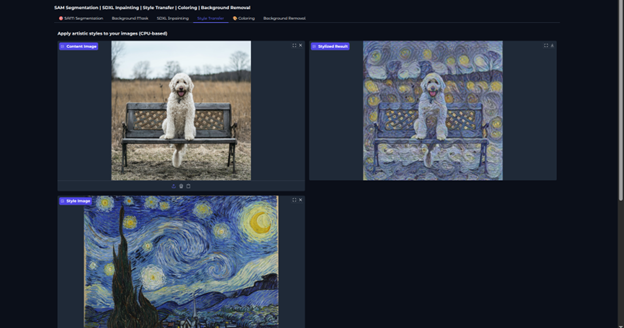 SAM Segmentation | SDXL Inpainting | Style Transfer | Coloring | Background Removal
SAM Segmentation Background Mask SDXL Inpainting Style Transfer Coloring Background Removal
Apply artistic styles to your images (CPU-based)
Content Image
Stylized Result
Style Image